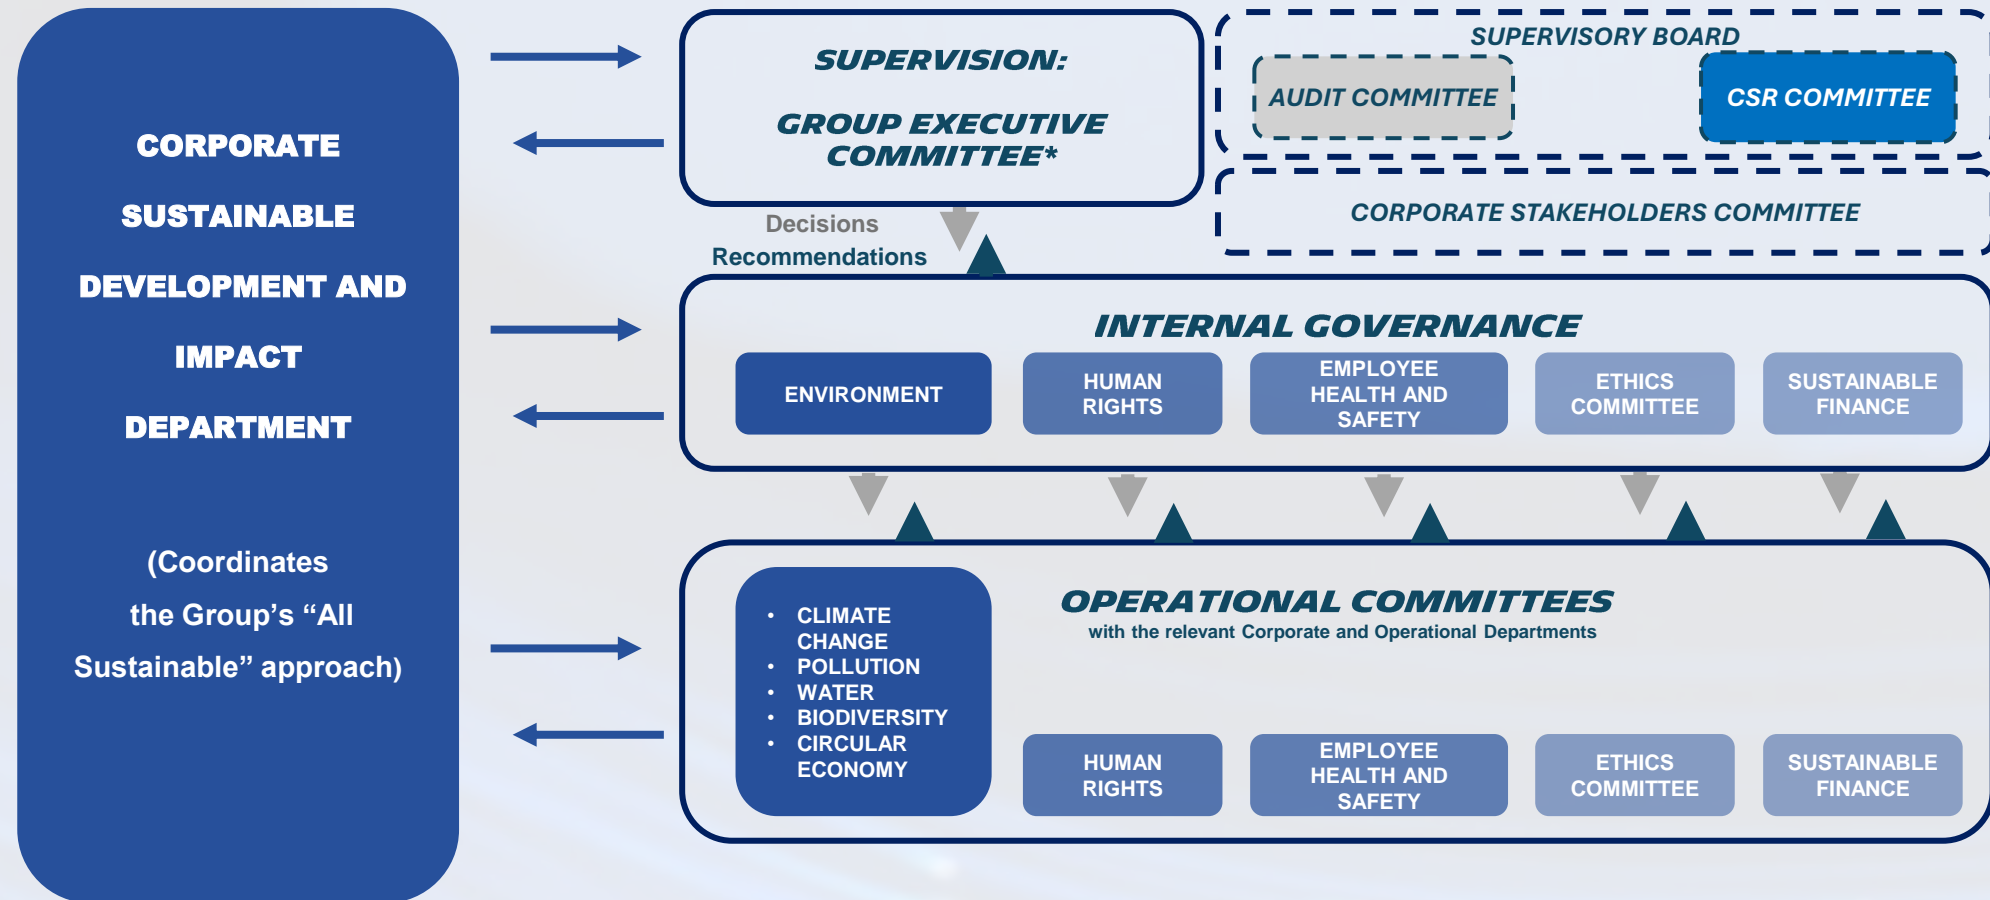 CORPORATE
SUSTAINABLE
DEVELOPMENT AND
IMPACT
DEPARTMENT
(Coordinates
the Group’s “All
Sustainable” approach)
SUPERVISION:
GROUP EXECUTIVE
COMMITTEE*
SUPERVISORY BOARD
AUDIT COMMITTEE
CSR COMMITTEE
CORPORATE STAKEHOLDERS COMMITTEE
Decisions
Recommendations
INTERNAL GOVERNANCE
ENVIRONMENT
HUMAN
RIGHTS
EMPLOYEE
HEALTH AND
SAFETY
ETHICS
COMMITTEE
SUSTAINABLE
FINANCE
OPERATIONAL COMMITTEES
with the relevant Corporate and Operational Departments
• CLIMATE
CHANGE
• POLLUTION
• WATER
• BIODIVERSITY
• CIRCULAR
ECONOMY
HUMAN
RIGHTS
EMPLOYEE
HEALTH AND
SAFETY
ETHICS
COMMITTEE
SUSTAINABLE
FINANCE